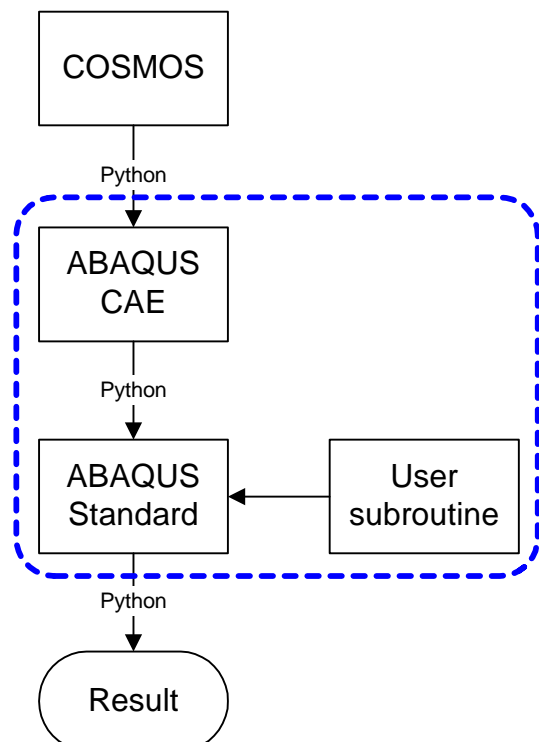 COSMOS
Python
ABAQUS
CAE
Python
ABAQUS
Standard
User
subroutine
Python
Result